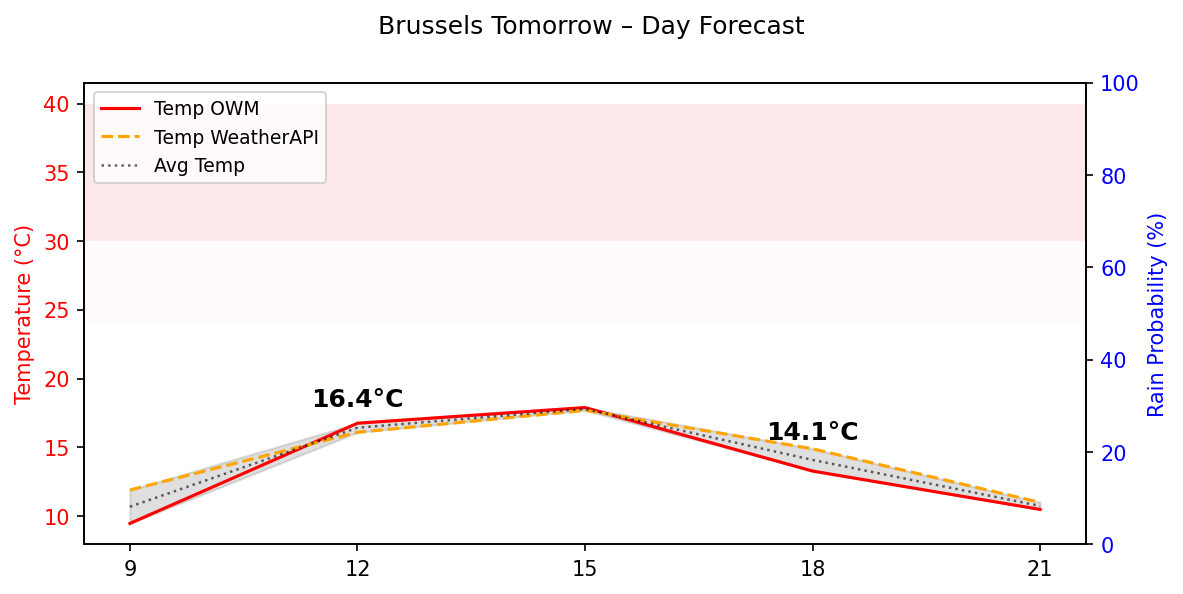 Brussels Tomorrow – Day Forecast
Temp OWM
Temp WeatherAPI
Avg Temp
Temperature (°C)
40
35
30
25
20
15
10
16.4°C
14.1°C
100
80
60
40
20
0
Rain Probability (%)
9
12
15
18
21